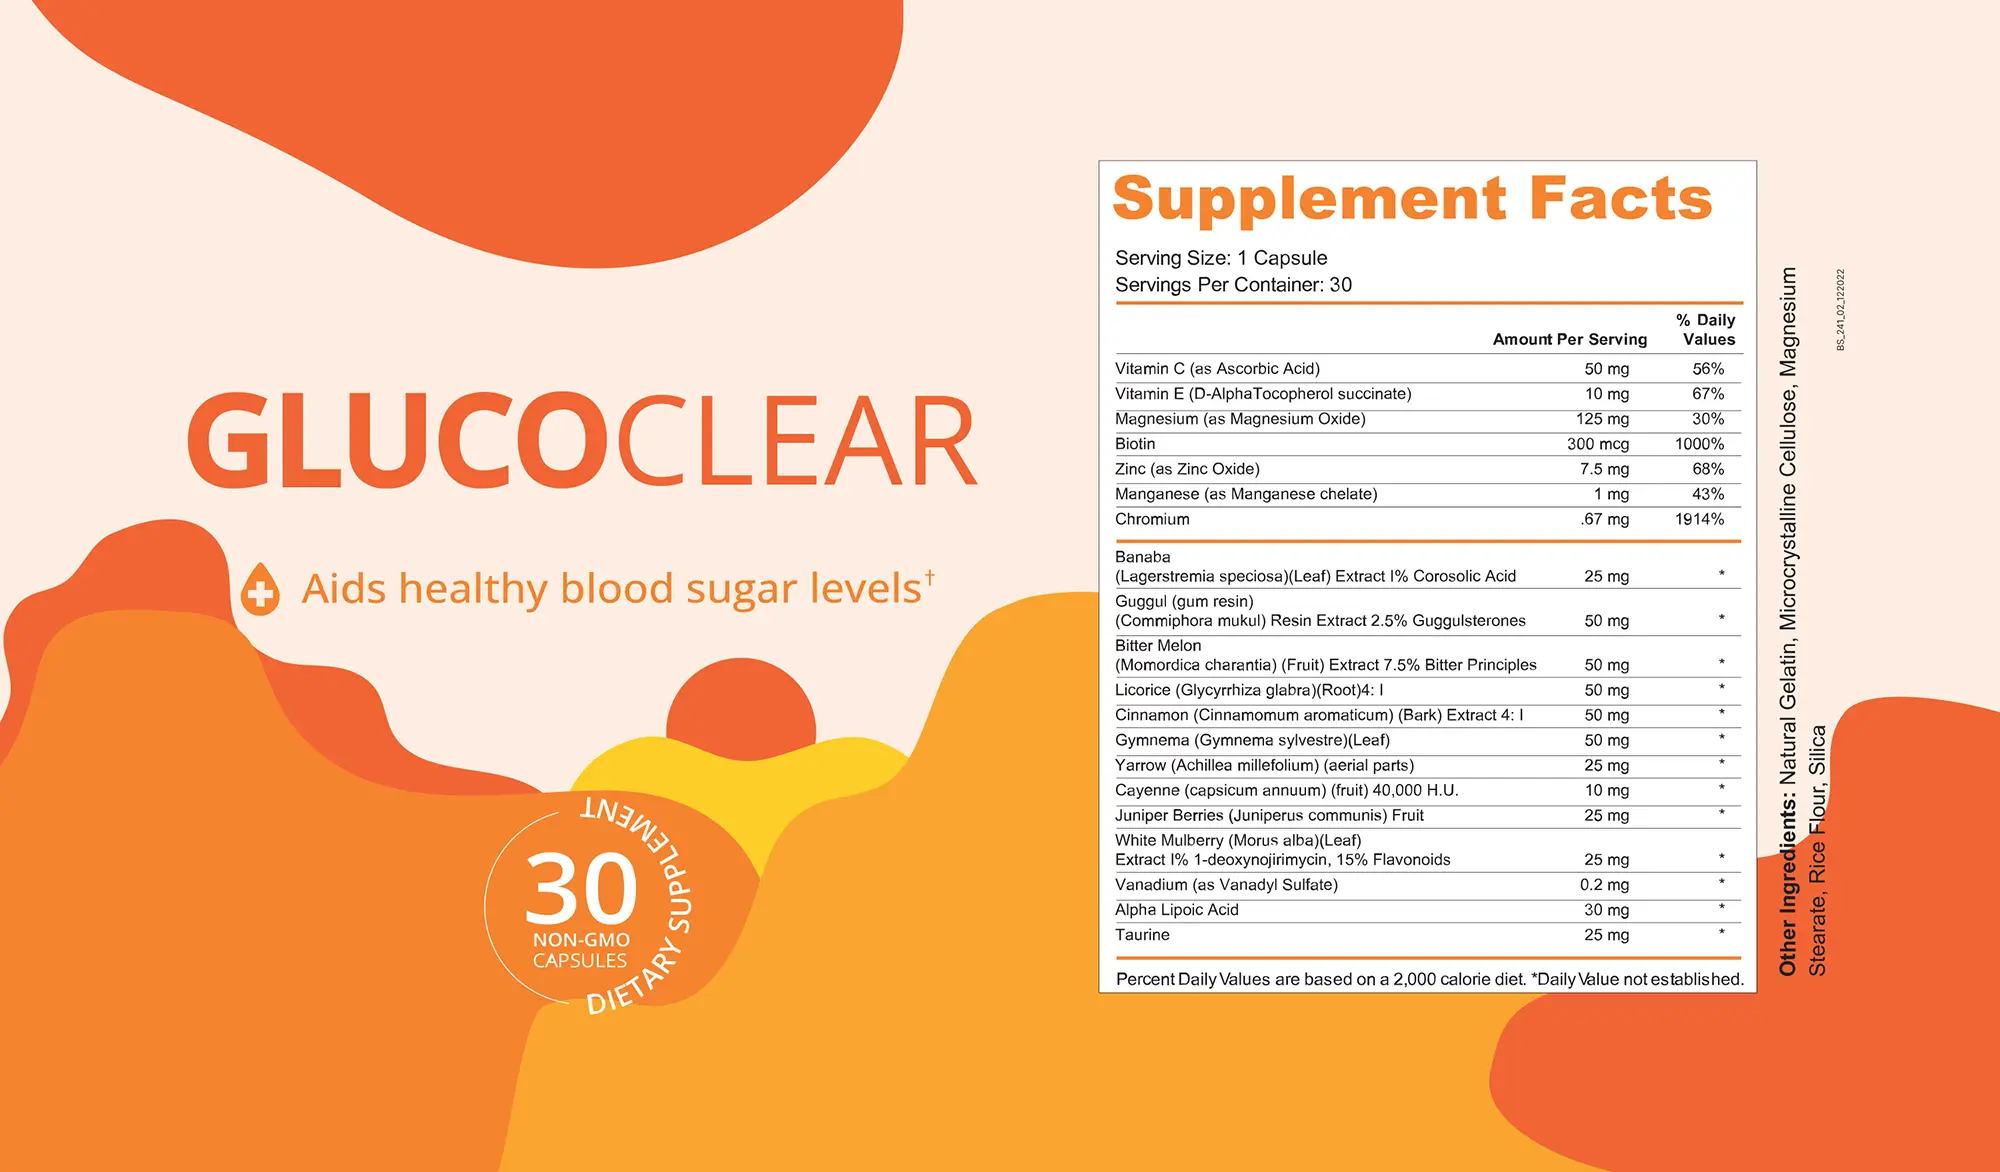 GLUCOCLEAR
Aids healthy blood sugar levels†
30
NON-GMO
CAPSULES
DIETARY SUPPLEMENT
Supplement Facts
Serving Size: 1 Capsule
Servings Per Container: 30
Amount Per Serving % Daily Values
Vitamin C (as Ascorbic Acid) 50 mg 56%
Vitamin E (D-AlphaTocopherol succinate) 10 mg 67%
Magnesium (as Magnesium Oxide) 125 mg 30%
Biotin 300 mcg 1000%
Zinc (as Zinc Oxide) 7.5 mg 68%
Manganese (as Manganese chelate) 1 mg 43%
Chromium .67 mg 1914%
Banaba
(Lagerstremia speciosa)(Leaf) Extract I% Corosolic Acid 25 mg *
Guggul (gum resin)
(Commiphora mukul) Resin Extract 2.5% Guggulsterones 50 mg *
Bitter Melon
(Momordica charantia) (Fruit) Extract 7.5% Bitter Principles 50 mg *
Licorice (Glycyrrhiza glabra)(Root)4: I 50 mg *
Cinnamon (Cinnamomum aromaticum) (Bark) Extract 4: I 50 mg *
Gymnema (Gymnema sylvestre)(Leaf) 50 mg *
Yarrow (Achillea millefolium) (aerial parts) 25 mg *
Cayenne (capsicum annuum) (fruit) 40,000 H.U. 10 mg *
Juniper Berries (Juniperus communis) Fruit 25 mg *
White Mulberry (Morus alba)(Leaf)
Extract I% 1-deoxynojirimycin, 15% Flavonoids 25 mg *
Vanadium (as Vanadyl Sulfate) 0.2 mg *
Alpha Lipoic Acid 30 mg *
Taurine 25 mg *
Percent Daily Values are based on a 2,000 calorie diet. *Daily Value not established.
Other Ingredients: Natural Gelatin, Microcrystalline Cellulose, Magnesium
Stearate, Rice Flour, Silica
BS_241_02_122022